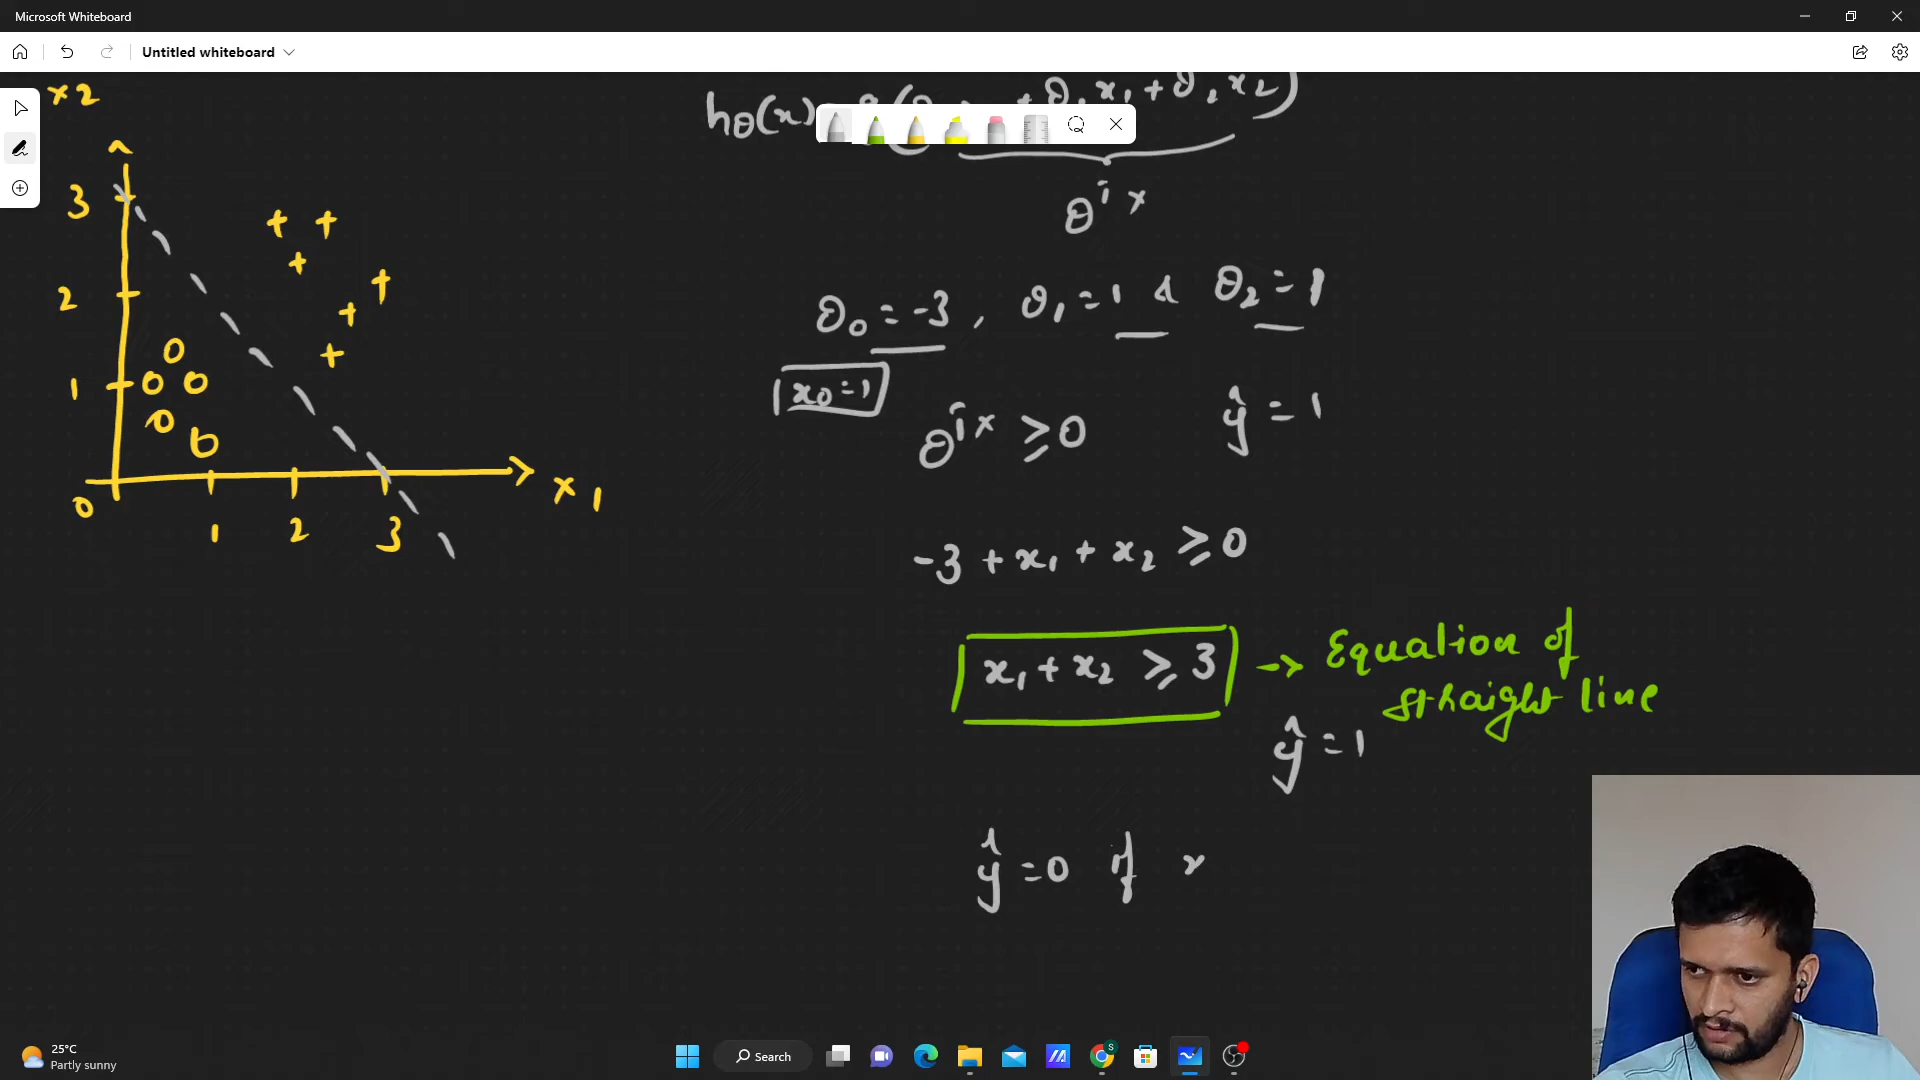 Microsoft Whiteboard
Untitled whiteboard
x2
3
2
1
0
1 2 3
x1
hθ(x)
θ₁x₁ + θ₂x₂)
θᵀx
θ₀ = -3, θ₁ = 1 & θ₂ = 1
x₀ = 1
θᵀx ≥ 0 ŷ = 1
-3 + x₁ + x₂ ≥ 0
x₁ + x₂ ≥ 3 → Equation of
straight line
ŷ = 1
ŷ = 0 if x
25°C
Partly sunny
Search